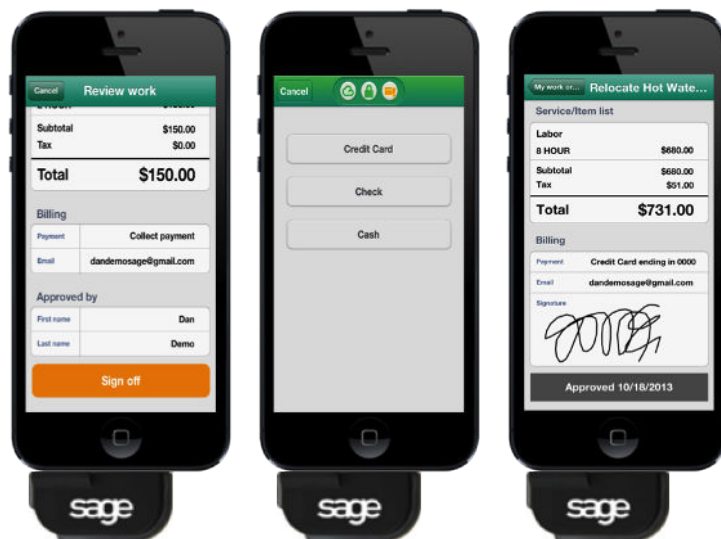 Cancel Review work
Subtotal $150.00
Tax $0.00
Total $150.00
Billing
Payment Collect payment
Email dandemosage@gmail.com
Approved by
First name Dan
Last name Demo
Sign off
sage
Cancel
Credit Card
Check
Cash
My work or... Relocate Hot Wate...
Service/Item list
Labor
8 HOUR $680.00
Subtotal $680.00
Tax $51.00
Total $731.00
Billing
Payment Credit Card ending in 0000
Email dandemosage@gmail.com
Signature
Approved 10/18/2013
sage